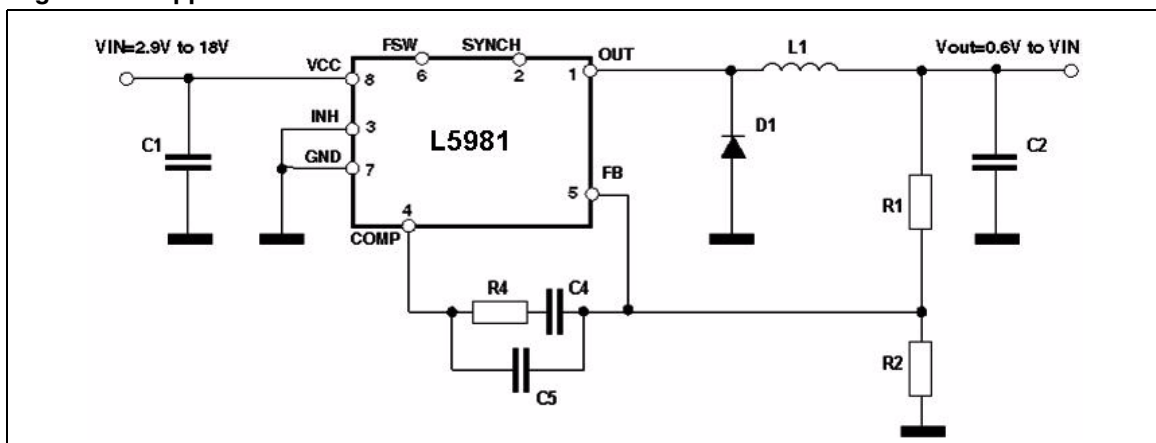 VIN=2.9V to 18V
FSW
SYNCH
OUT
L1
Vout=0.6V to VIN
VCC
8
6
2
1
INH
3
L5981
D1
C1
GND
7
FB
5
C2
R1
4
COMP
R4
C4
R2
C5